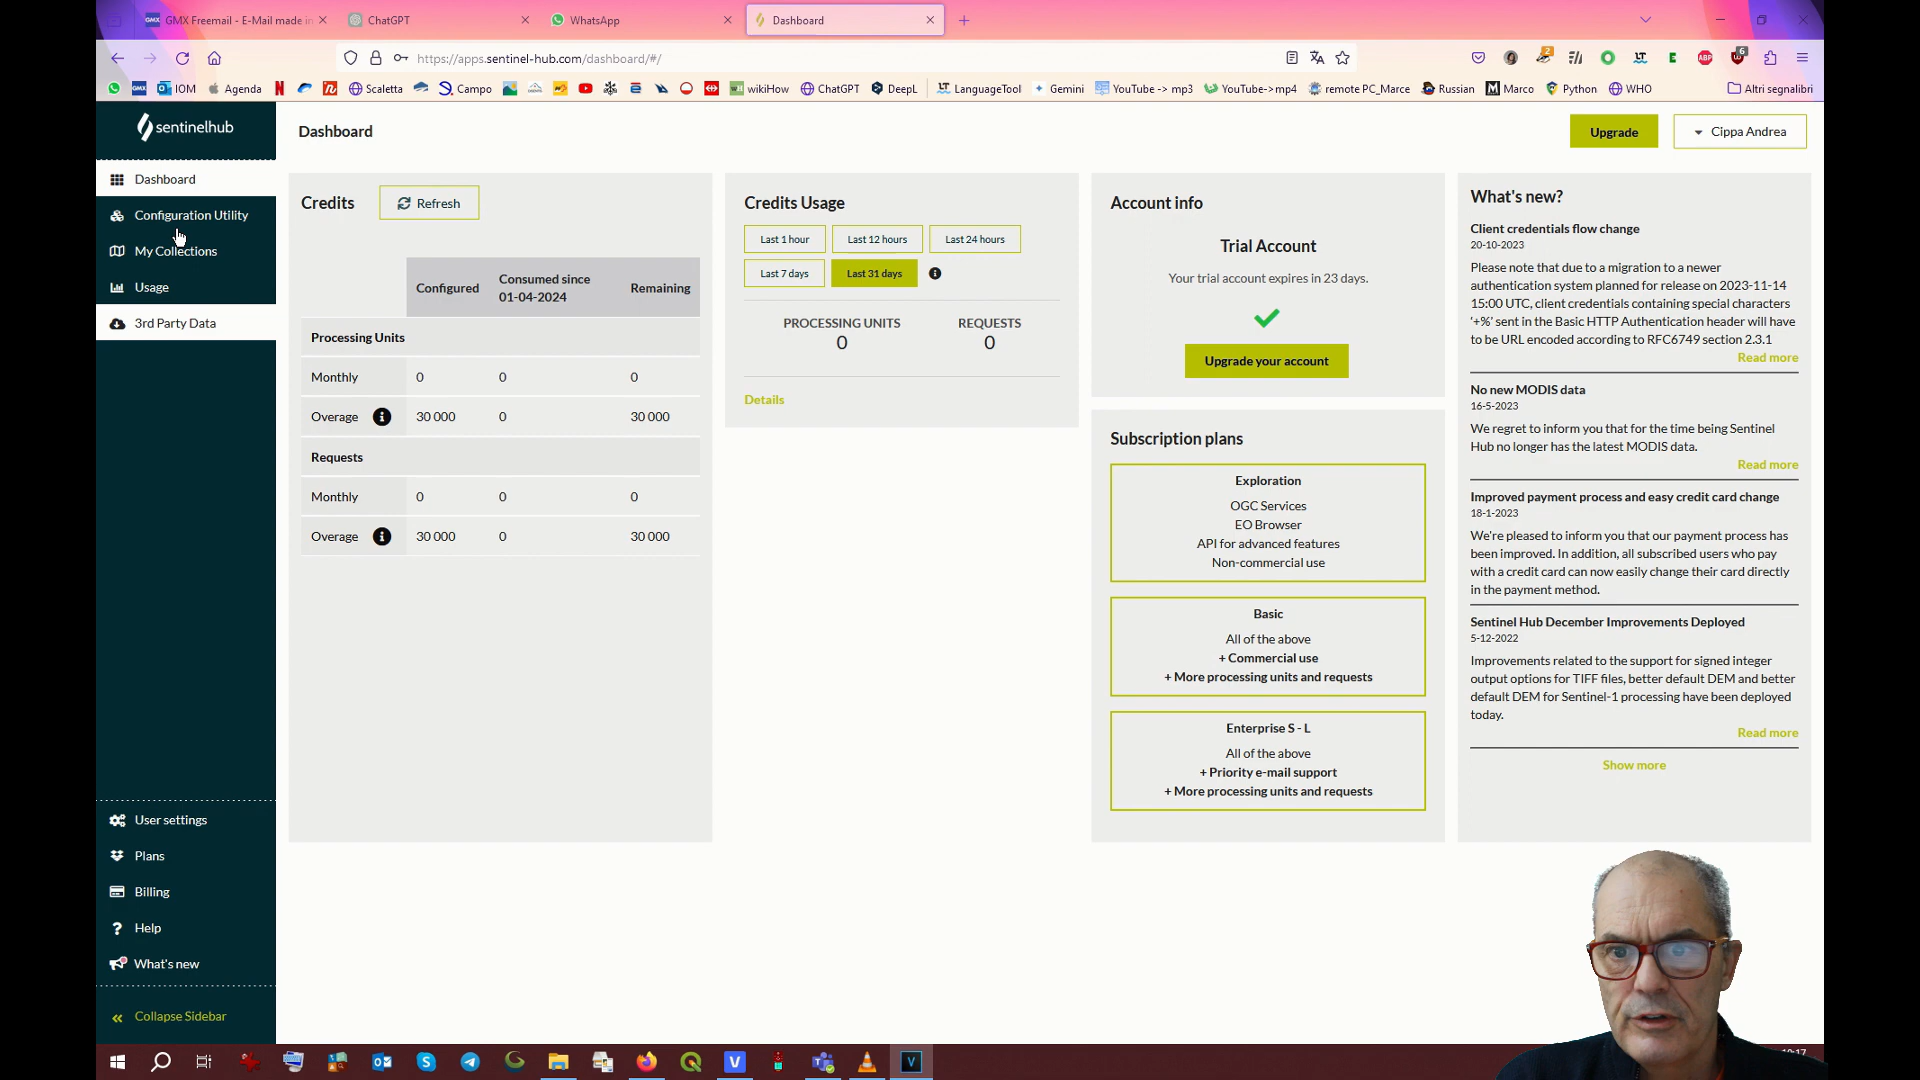 GMX Freemail - E-Mail made in
ChatGPT
WhatsApp
Dashboard
https://apps.sentinel-hub.com/dashboard/#/
2
6
GMX
IOM
Agenda
Scaletta
Campo
wikiHow
ChatGPT
DeepL
LanguageTool
Gemini
YouTube -> mp3
YouTube->mp4
remote PC_Marce
Russian
Marco
Python
WHO
Altri segnalibri
sentinelhub
Dashboard
Configuration Utility
My Collections
Usage
3rd Party Data
User settings
Plans
Billing
Help
What's new
Collapse Sidebar
Dashboard
Upgrade
Cippa Andrea
Credits
Refresh
Configured
Consumed since
01-04-2024
Remaining
Processing Units
Monthly 0 0 0
Overage 30 000 0 30 000
Requests
Monthly 0 0 0
Overage 30 000 0 30 000
Credits Usage
Last 1 hour
Last 12 hours
Last 24 hours
Last 7 days
Last 31 days
PROCESSING UNITS
0
REQUESTS
0
Details
Account info
Trial Account
Your trial account expires in 23 days.
Upgrade your account
Subscription plans
Exploration
OGC Services
EO Browser
API for advanced features
Non-commercial use
Basic
All of the above
+ Commercial use
+ More processing units and requests
Enterprise S - L
All of the above
+ Priority e-mail support
+ More processing units and requests
What's new?
Client credentials flow change
20-10-2023
Please note that due to a migration to a newer
authentication system planned for release on 2023-11-14
15:00 UTC, client credentials containing special characters
'+%' sent in the Basic HTTP Authentication header will have
to be URL encoded according to RFC6749 section 2.3.1
Read more
No new MODIS data
16-5-2023
We regret to inform you that for the time being Sentinel
Hub no longer has the latest MODIS data.
Read more
Improved payment process and easy credit card change
18-1-2023
We're pleased to inform you that our payment process has
been improved. In addition, all subscribed users who pay
with a credit card can now easily change their card directly
in the payment method.
Sentinel Hub December Improvements Deployed
5-12-2022
Improvements related to the support for signed integer
output options for TIFF files, better default DEM and better
default DEM for Sentinel-1 processing have been deployed
today.
Read more
Show more